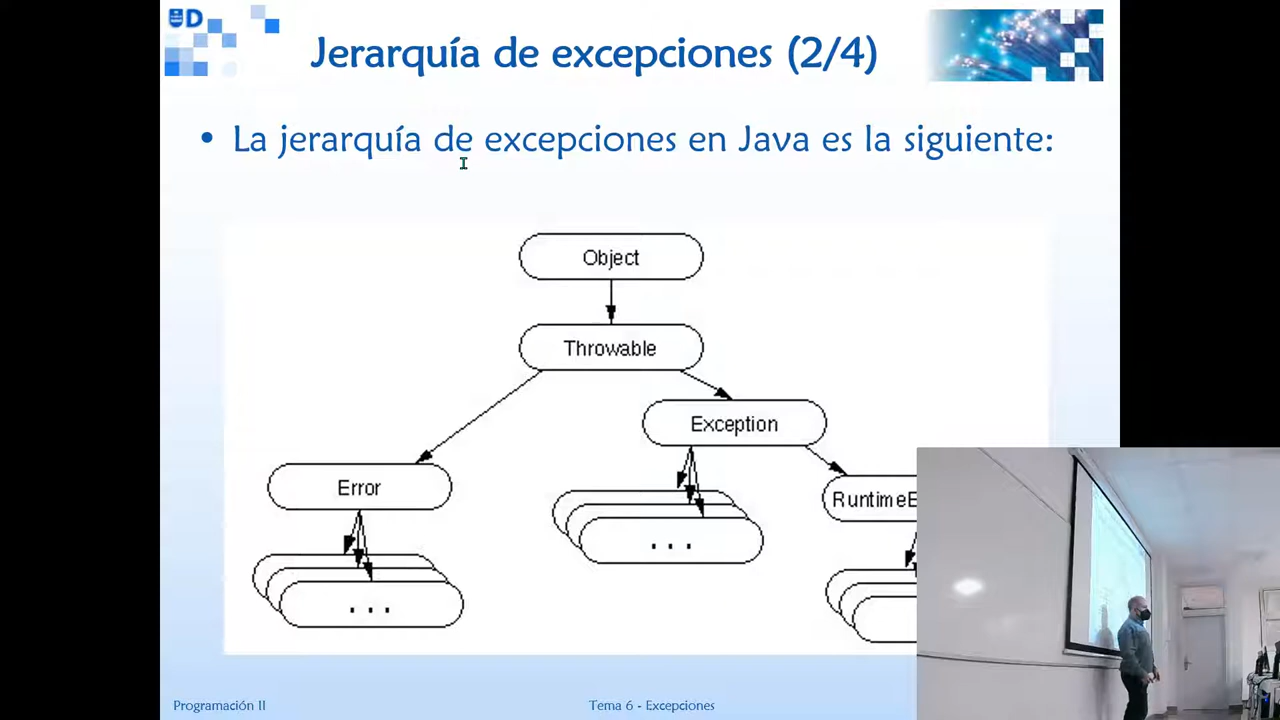 D
Jerarquía de excepciones (2/4)
• La jerarquía de excepciones en Java es la siguiente:
Object
Throwable
Exception
Error
RuntimeE
. . .
. . .
Programación II
Tema 6 - Excepciones